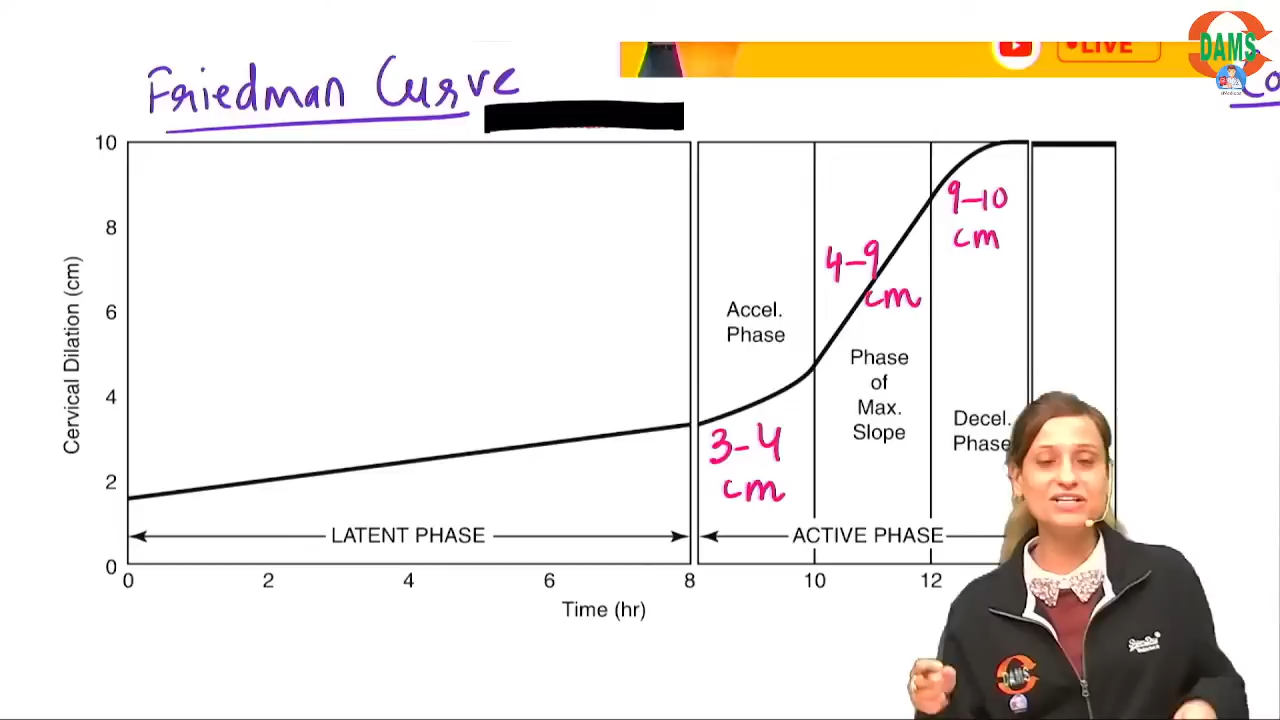 LIVE
DAMS
Friedman Curve
10
8
6
4
2
0
Cervical Dilation (cm)
Accel.
Phase
3-4
cm
4-9
cm
Phase
of
Max.
Slope
9-10
cm
Decel.
Phase
LATENT PHASE
ACTIVE PHASE
0 2 4 6 8 10 12
Time (hr)
DAMS